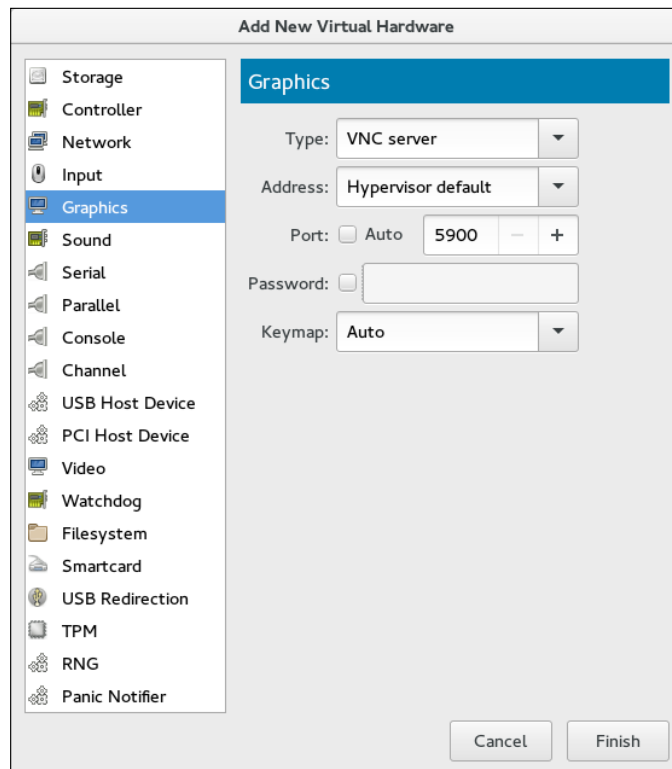 Add New Virtual Hardware
Storage
Controller
Network
Input
Graphics
Sound
Serial
Parallel
Console
Channel
USB Host Device
PCI Host Device
Video
Watchdog
Filesystem
Smartcard
USB Redirection
TPM
RNG
Panic Notifier
Graphics
Type: VNC server
Address: Hypervisor default
Port: Auto 5900 − +
Password:
Keymap: Auto
Cancel Finish